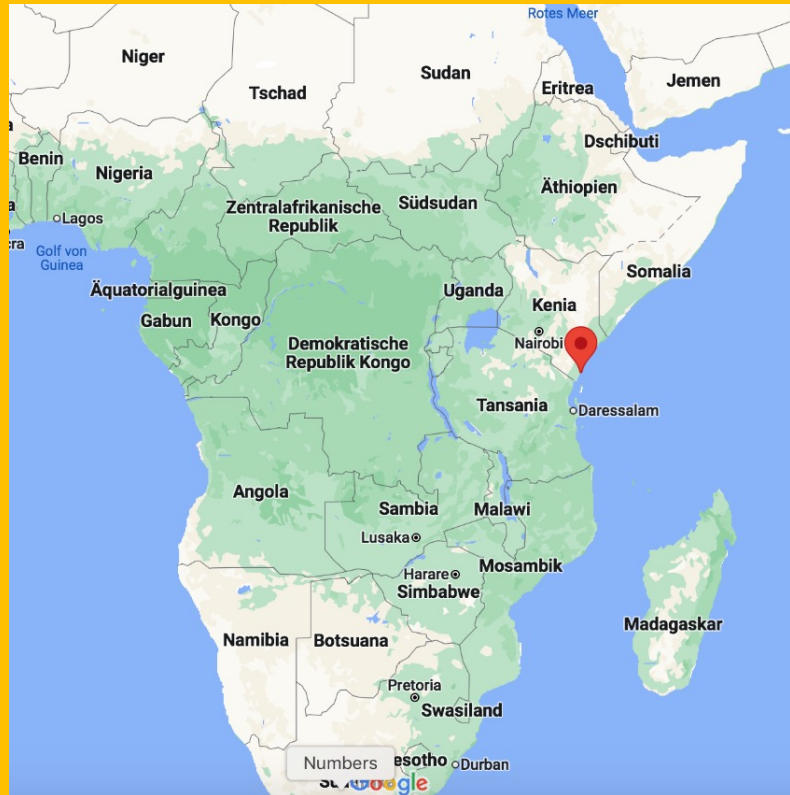 Rotes Meer
Niger
Sudan
Tschad
Jemen
Eritrea
Benin
Nigeria
Dschibuti
Äthiopien
Zentralafrikanische
Republik
Südsudan
Lagos
Golf von
Guinea
Somalia
Äquatorialguinea
Uganda
Kenia
Gabun
Kongo
Nairobi
Demokratische
Republik Kongo
Tansania
Daressalam
Angola
Sambia
Malawi
Lusaka
Harare
Mosambik
Simbabwe
Madagaskar
Namibia
Botsuana
Pretoria
Swasiland
Numbers
esotho
Durban
Google